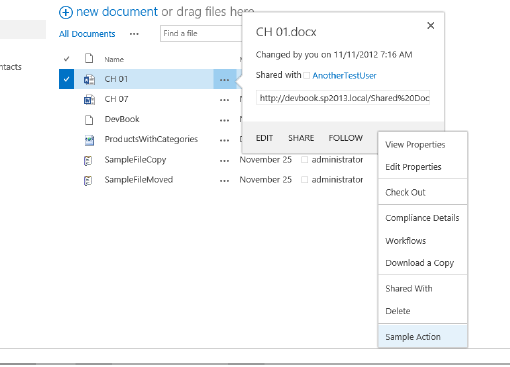 new document or drag files here
All Documents ...
Find a file
ntacts
Name
CH 01 ...
CH 07 ...
DevBook ...
ProductsWithCategories ...
SampleFileCopy ... November 25 administrator
SampleFileMoved ... November 25 administrator
CH 01.docx
Changed by you on 11/11/2012 7:16 AM
Shared with AnotherTestUser
http://devbook.sp2013.local/Shared%20Doc
EDIT SHARE FOLLOW
View Properties
Edit Properties
Check Out
Compliance Details
Workflows
Download a Copy
Shared With
Delete
Sample Action